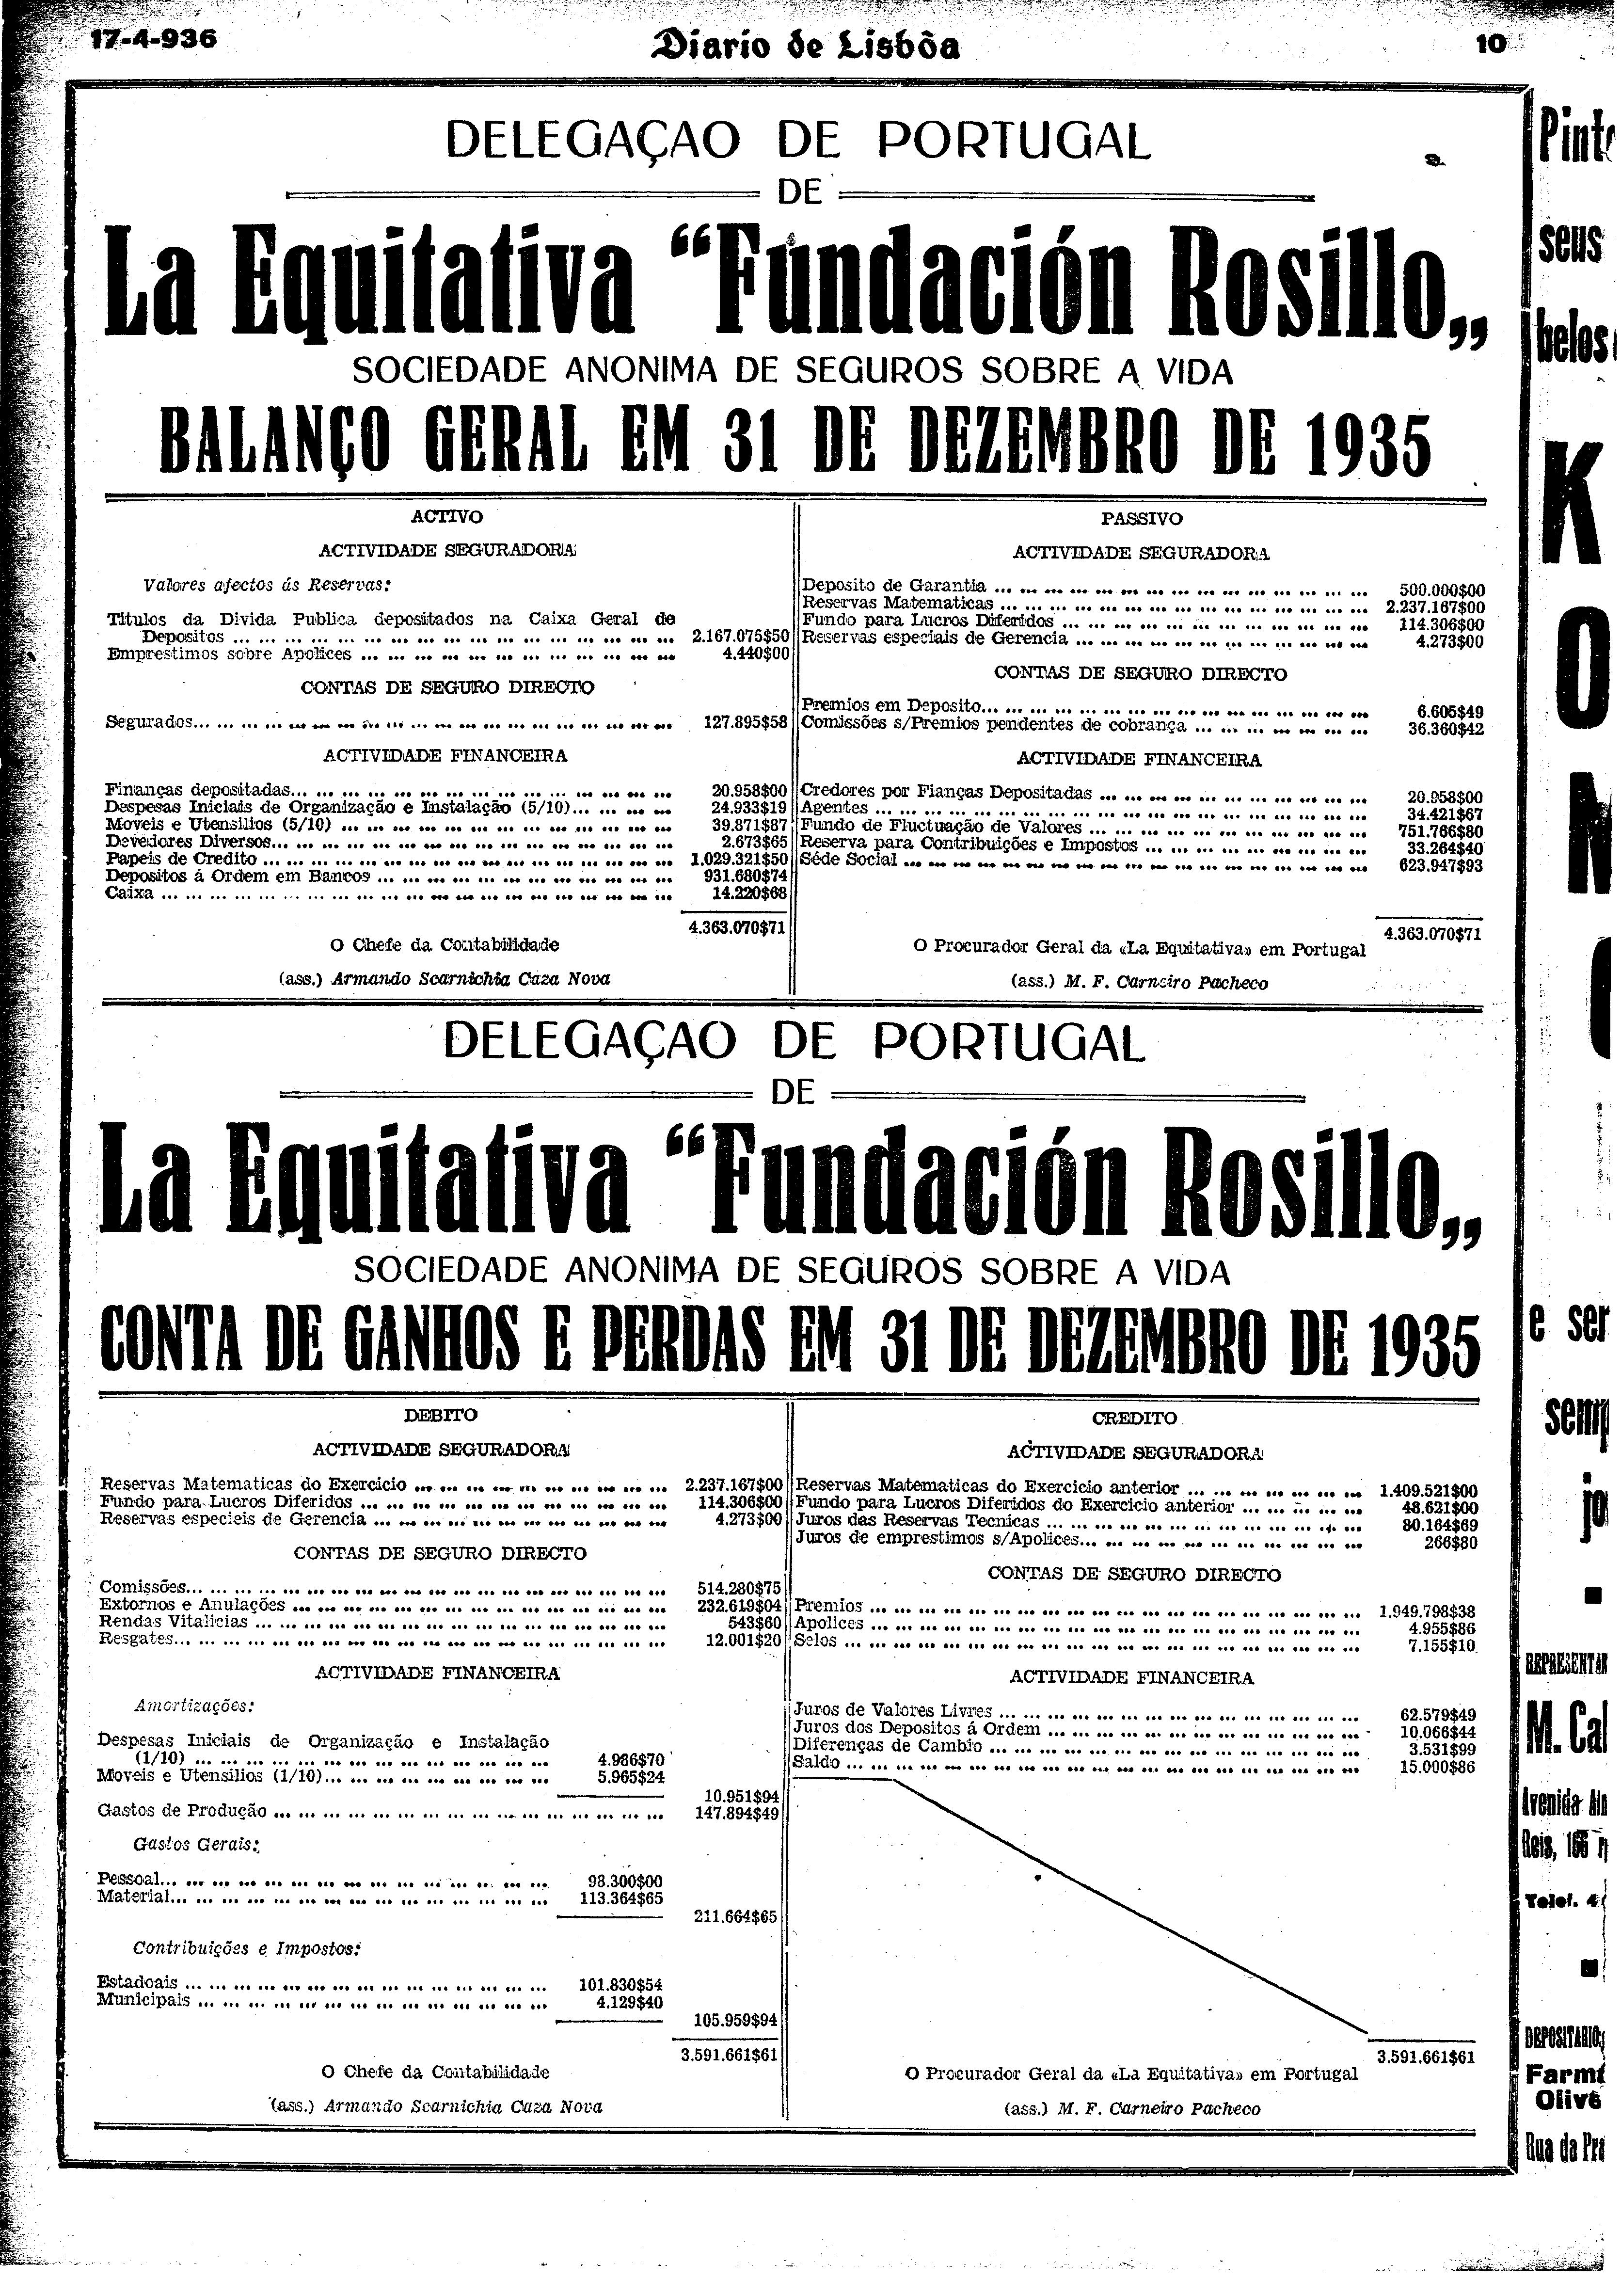 17-4-936
Diario de Lisbôa
10
DELEGAÇAO DE PORTUGAL
DE
La Equitativa “Fundación Rosillo„
SOCIEDADE ANONIMA DE SEGUROS SOBRE A VIDA
BALANÇO GERAL EM 31 DE DEZEMBRO DE 1935
ACTIVO
ACTIVIDADE SEGURADORA
Valores afectos ás Reservas:
Titulos da Divida Publica depositados na Caixa Geral de
Depositos ... 2.167.075$50
Emprestimos sobre Apolices ... 4.440$00
CONTAS DE SEGURO DIRECTO
Segurados... 127.895$58
ACTIVIDADE FINANCEIRA
Finanças depositadas... 20.958$00
Despesas Iniciais de Organização e Instalação (5/10)... 24.933$19
Moveis e Utensilios (5/10) ... 39.871$87
Devedores Diversos... 2.673$65
Papeis de Credito ... 1.029.321$50
Depositos á Ordem em Bancos ... 931.680$74
Caixa ... 14.220$68
4.363.070$71
O Chefe da Contabilidade
(ass.) Armando Scarnichia Caza Nova
PASSIVO
ACTIVIDADE SEGURADORA
Deposito de Garantia ... 500.000$00
Reservas Matematicas ... 2.237.167$00
Fundo para Lucros Diferidos ... 114.306$00
Reservas especiais de Gerencia ... 4.273$00
CONTAS DE SEGURO DIRECTO
Premios em Deposito... 6.605$49
Comissões s/Premios pendentes de cobrança ... 36.360$42
ACTIVIDADE FINANCEIRA
Credores por Fianças Depositadas ... 20.958$00
Agentes ... 34.421$67
Fundo de Fluctuação de Valores ... 751.766$80
Reserva para Contribuições e Impostos ... 33.264$40
Séde Social ... 623.947$93
4.363.070$71
O Procurador Geral da «La Equitativa» em Portugal
(ass.) M. F. Carneiro Pacheco
DELEGAÇAO DE PORTUGAL
DE
La Equitativa “Fundación Rosillo„
SOCIEDADE ANONIMA DE SEGUROS SOBRE A VIDA
CONTA DE GANHOS E PERDAS EM 31 DE DEZEMBRO DE 1935
DEBITO
ACTIVIDADE SEGURADORA
Reservas Matematicas do Exercicio ... 2.237.167$00
Fundo para Lucros Diferidos ... 114.306$00
Reservas especieis de Gerencia ... 4.273$00
CONTAS DE SEGURO DIRECTO
Comissões... 514.280$75
Extornos e Anulações ... 232.619$04
Rendas Vitalicias ... 543$60
Resgates... 12.001$20
ACTIVIDADE FINANCEIRA
Amortizações:
Despesas Iniciais de Organização e Instalação
(1/10) ... 4.986$70
Moveis e Utensilios (1/10)... 5.965$24
10.951$94
Gastos de Produção ... 147.894$49
Gastos Gerais:
Pessoal... 98.300$00
Material... 113.364$65
211.664$65
Contribuições e Impostos:
Estadoais ... 101.830$54
Municipais ... 4.129$40
105.959$94
3.591.661$61
O Chefe da Contabilidade
(ass.) Armando Scarnichia Caza Nova
CREDITO
ACTIVIDADE SEGURADORA
Reservas Matematicas do Exercicio anterior ... 1.409.521$00
Fundo para Lucros Diferidos do Exercicio anterior ... 48.621$00
Juros das Reservas Tecnicas ... 80.164$69
Juros de emprestimos s/Apolices... 266$80
CONTAS DE SEGURO DIRECTO
Premios ... 1.949.798$38
Apolices ... 4.955$86
Selos ... 7.155$10
ACTIVIDADE FINANCEIRA
Juros de Valores Livres ... 62.579$49
Juros dos Depositos á Ordem ... 10.066$44
Diferenças de Cambio ... 3.531$99
Saldo ... 15.000$86
3.591.661$61
O Procurador Geral da «La Equitativa» em Portugal
(ass.) M. F. Carneiro Pacheco
seus
belos
K
O
N
e ser
M. Cal
Avenida
Reis, 166
Telef. 4
Rua da